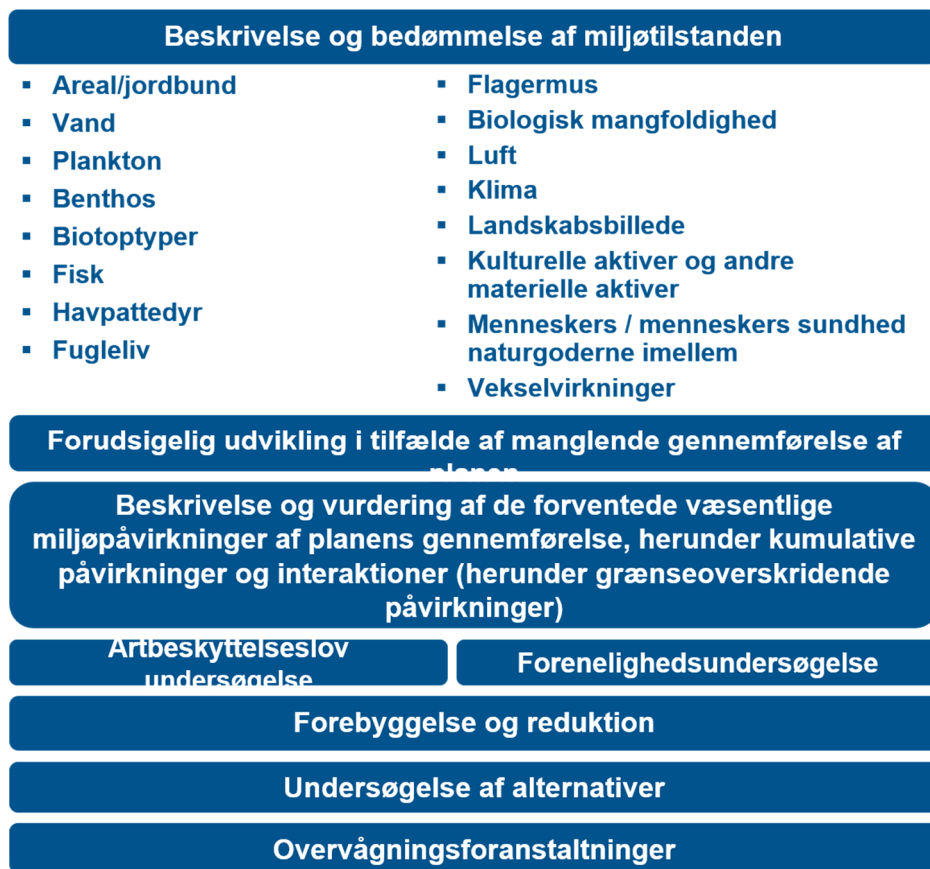 Beskrivelse og bedømmelse af miljøtilstanden
▪ Areal/jordbund
▪ Vand
▪ Plankton
▪ Benthos
▪ Biotoptyper
▪ Fisk
▪ Havpattedyr
▪ Fugleliv
▪ Flagermus
▪ Biologisk mangfoldighed
▪ Luft
▪ Klima
▪ Landskabsbillede
▪ Kulturelle aktiver og andre
materielle aktiver
▪ Menneskers / menneskers sundhed
naturgoderne imellem
▪ Vekselvirkninger
Forudsigelig udvikling i tilfælde af manglende gennemførelse af
planen
Beskrivelse og vurdering af de forventede væsentlige
miljøpåvirkninger af planens gennemførelse, herunder kumulative
påvirkninger og interaktioner (herunder grænseoverskridende
påvirkninger)
Artbeskyttelseslov
undersøgelse
Forenelighedsundersøgelse
Forebyggelse og reduktion
Undersøgelse af alternativer
Overvågningsforanstaltninger